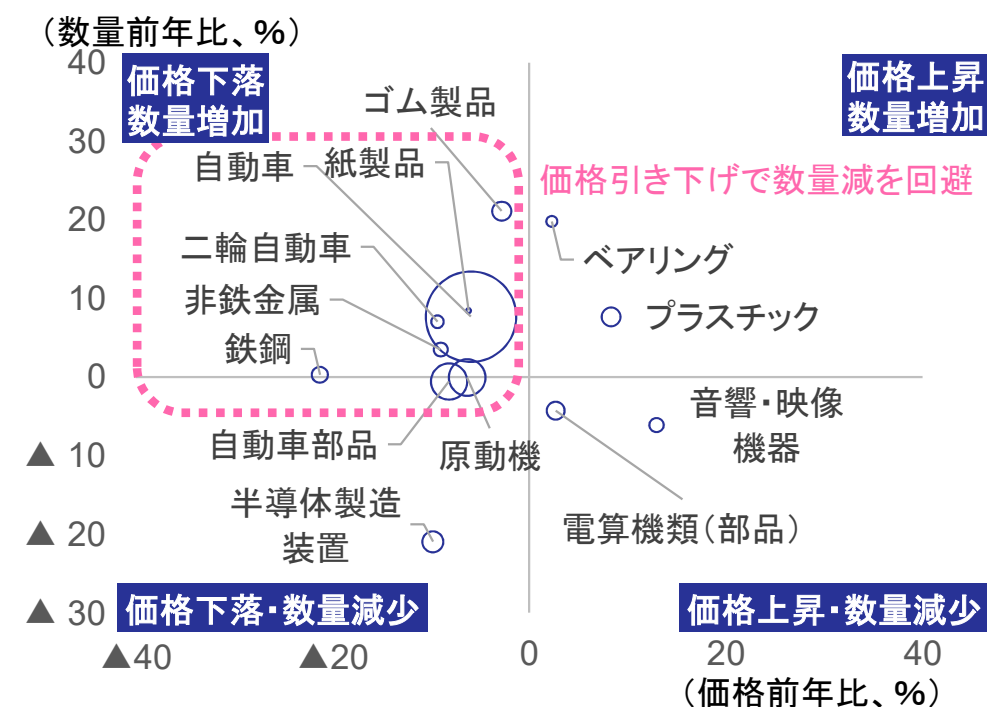 （数量前年比、%）
40
価格下落
数量増加
価格上昇
数量増加
ゴム製品
30
自動車
紙製品
価格引き下げで数量減を回避
20
二輪自動車
ベアリング
10
非鉄金属
プラスチック
鉄鋼
0
音響・映像
機器
自動車部品
原動機
▲ 10
半導体製造
装置
電算機類（部品）
▲ 20
▲ 30
価格下落・数量減少
価格上昇・数量減少
▲40
▲20
0
20
40
（価格前年比、%）